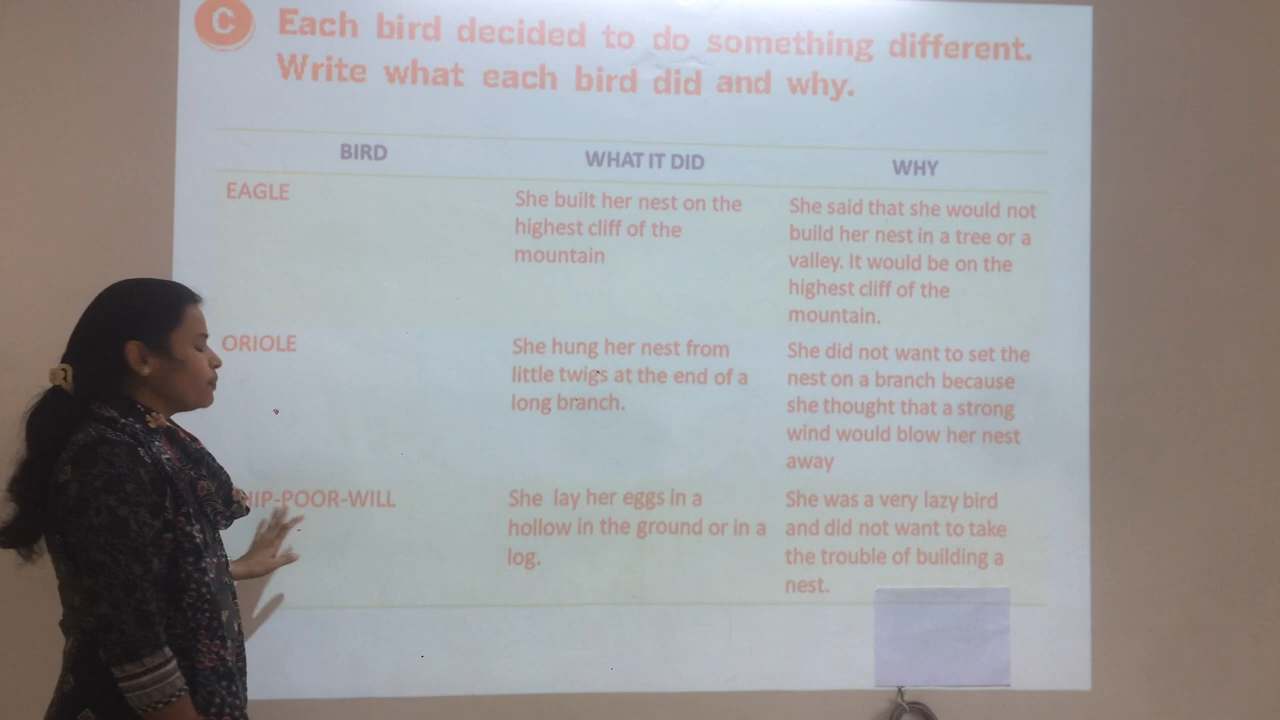 C Each bird decided to do something different.
Write what each bird did and why.
BIRD WHAT IT DID WHY
EAGLE
She built her nest on the
highest cliff of the
mountain
She said that she would not
build her nest in a tree or a
valley. It would be on the
highest cliff of the
mountain.
ORIOLE
She hung her nest from
little twigs at the end of a
long branch.
She did not want to set the
nest on a branch because
she thought that a strong
wind would blow her nest
away
HIP-POOR-WILL
She lay her eggs in a
hollow in the ground or in a
log.
She was a very lazy bird
and did not want to take
the trouble of building a
nest.